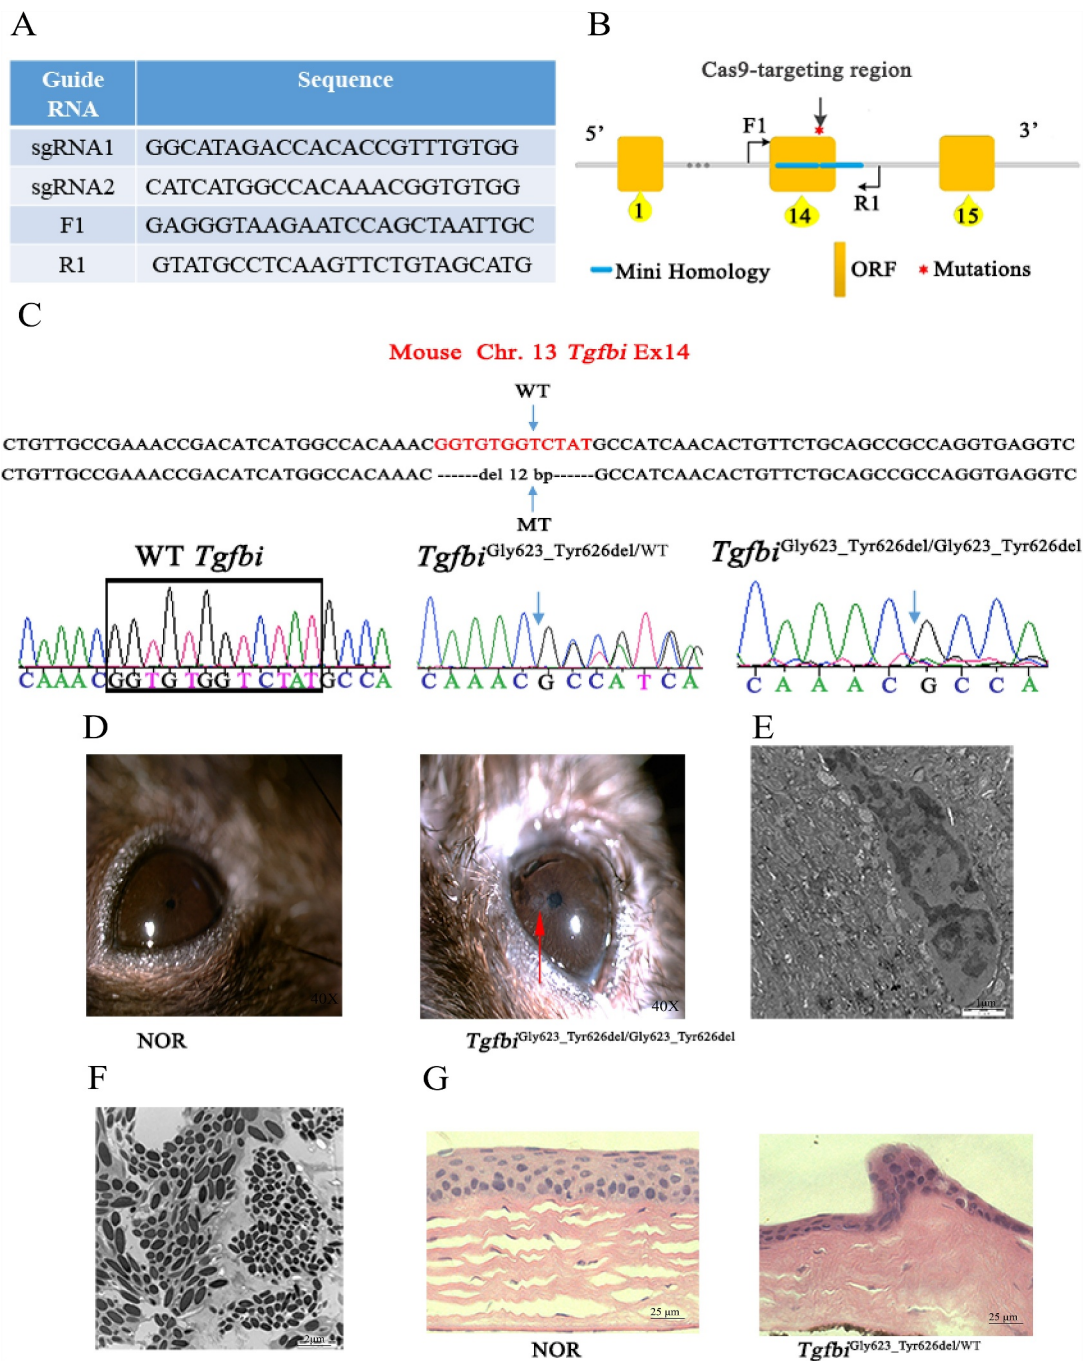 A
Guide RNA Sequence
sgRNA1 GGCATAGACCACACCGTTTGTGG
sgRNA2 CATCATGGCCACAAACGGTGTGG
F1 GAGGGTAAGAATCCAGCTAATTGC
R1 GTATGCCTCAAGTTCTGTAGCATG
B
Cas9-targeting region
5’ F1 3’
R1
1 14 15
Mini Homology ORF * Mutations
C
Mouse Chr. 13 Tgfbi Ex14
WT
CTGTTGCCGAAACCGACATCATGGCCACAAACGGTGTGGTCTATGCCATCAACACTGTTCTGCAGCCGCCAGGTGAGGTC
CTGTTGCCGAAACCGACATCATGGCCACAAAC ------del 12 bp------GCCATCAACACTGTTCTGCAGCCGCCAGGTGAGGTC
MT
WT Tgfbi
TgfbiGly623_Tyr626del/WT
TgfbiGly623_Tyr626del/Gly623_Tyr626del
CAAACGGTGTGGTCTATGCCA
CAAACGCCATCA
CAAACGCCA
D
40X
NOR
40X
TgfbiGly623_Tyr626del/Gly623_Tyr626del
E
1μm
F
2μm
G
25 μm
NOR
25 μm
TgfbiGly623_Tyr626del/WT